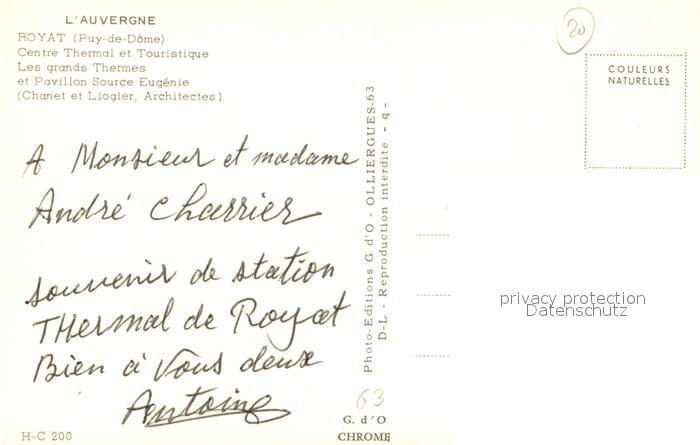 L'AUVERGNE
ROYAT (Puy-de-Dôme)
Centre Thermal et Touristique
Les grands Thermes
et Pavillon Source Eugénie
(Chanet et Liogier, Architectes)
20
COULEURS
NATURELLES
A Monsieur et madame
André Charrier
souvenir de station
THermal de Royat
Bien à Vous deux
Antoine
Photo-Editions G d'O - OLLIERGUES-63
D-L - Reproduction interdite - q -
privacy protection
Datenschutz
63
G. d'O
CHROME
H-C 200